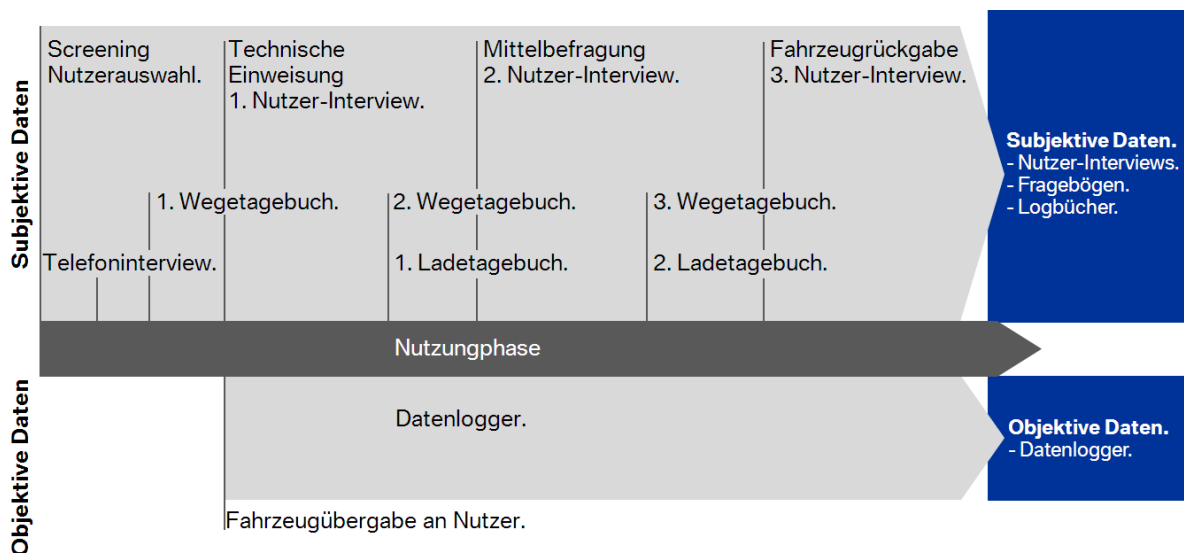 Subjektive Daten
Screening
Nutzerauswahl.
Technische
Einweisung
1. Nutzer-Interview.
Mittelbefragung
2. Nutzer-Interview.
Fahrzeugrückgabe
3. Nutzer-Interview.
1. Wegetagebuch.
2. Wegetagebuch.
3. Wegetagebuch.
Telefoninterview.
1. Ladetagebuch.
2. Ladetagebuch.
Subjektive Daten.
- Nutzer-Interviews.
- Fragebögen.
- Logbücher.
Nutzungphase
Objektive Daten
Datenlogger.
Objektive Daten.
- Datenlogger.
Fahrzeugübergabe an Nutzer.